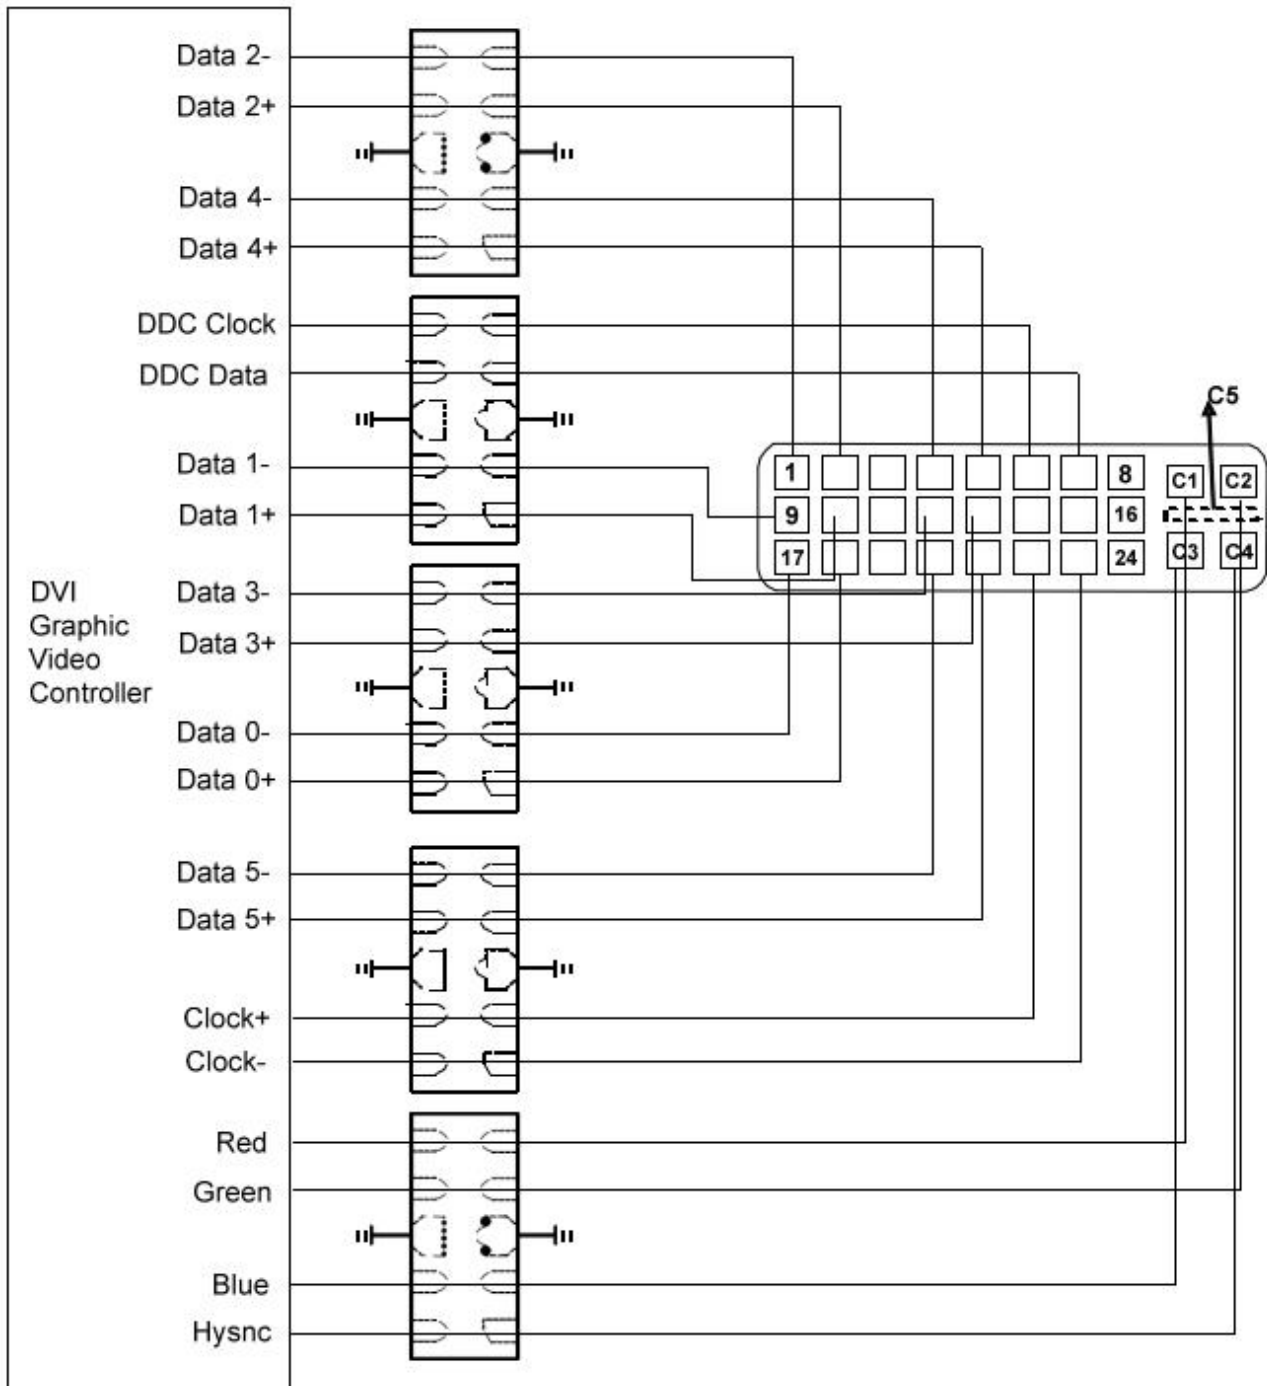 Data 2-
Data 2+
Data 4-
Data 4+
DDC Clock
DDC Data
C5
Data 1-
1
8
C1
C2
Data 1+
9
16
17
24
C3
C4
DVI
Graphic
Video
Controller
Data 3-
Data 3+
Data 0-
Data 0+
Data 5-
Data 5+
Clock+
Clock-
Red
Green
Blue
Hysnc